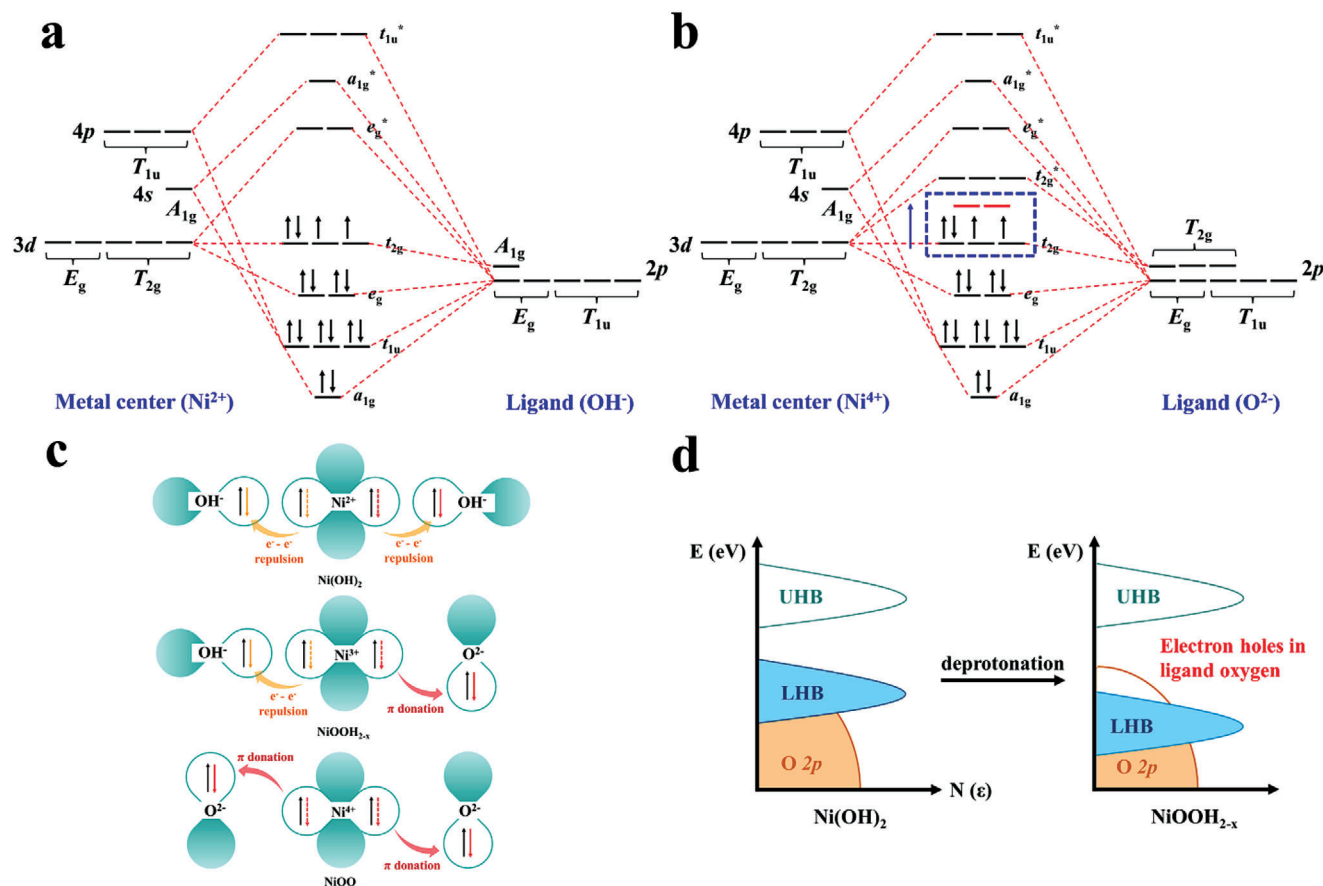 a
t₁ᵤ*
a₁g*
4p
eg*
T₁ᵤ
4s
A₁g
3d
t₂g
A₁g
2p
Eg
T₂g
eg
Eg
T₁ᵤ
t₁ᵤ
Metal center (Ni²⁺)
a₁g
Ligand (OH⁻)
b
t₁ᵤ*
a₁g*
4p
eg*
T₁ᵤ
t₂g*
4s
A₁g
T₂g
3d
t₂g
2p
Eg
T₂g
eg
Eg
T₁ᵤ
t₁ᵤ
Metal center (Ni⁴⁺)
a₁g
Ligand (O²⁻)
c
OH⁻
Ni²⁺
OH⁻
e⁻ - e⁻
repulsion
e⁻ - e⁻
repulsion
Ni(OH)₂
OH⁻
Ni³⁺
O²⁻
e⁻ - e⁻
repulsion
π donation
NiOOH₂₋ₓ
π donation
O²⁻
Ni⁴⁺
O²⁻
π donation
NiOO
d
E (eV)
UHB
LHB
O 2p
N (ε)
Ni(OH)₂
deprotonation
E (eV)
UHB
Electron holes in
ligand oxygen
LHB
O 2p
NiOOH₂₋ₓ